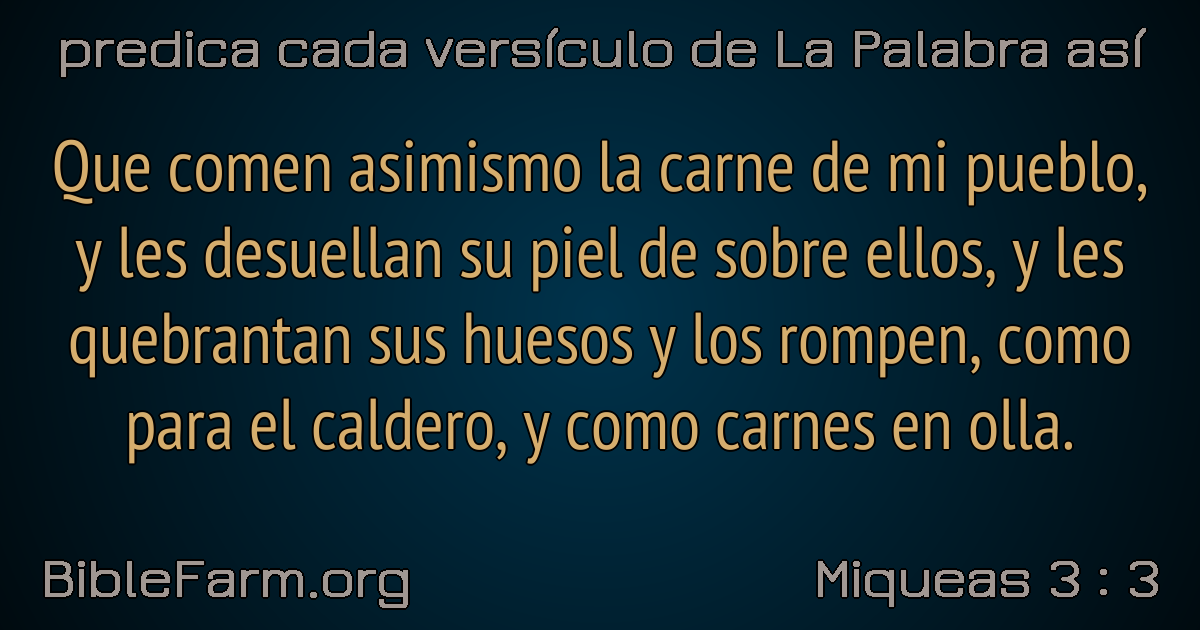 predica cada versículo de La Palabra así
Que comen asimismo la carne de mi pueblo,
y les desuellan su piel de sobre ellos, y les
quebrantan sus huesos y los rompen, como
para el caldero, y como carnes en olla.
BibleFarm.org
Miqueas 3 : 3